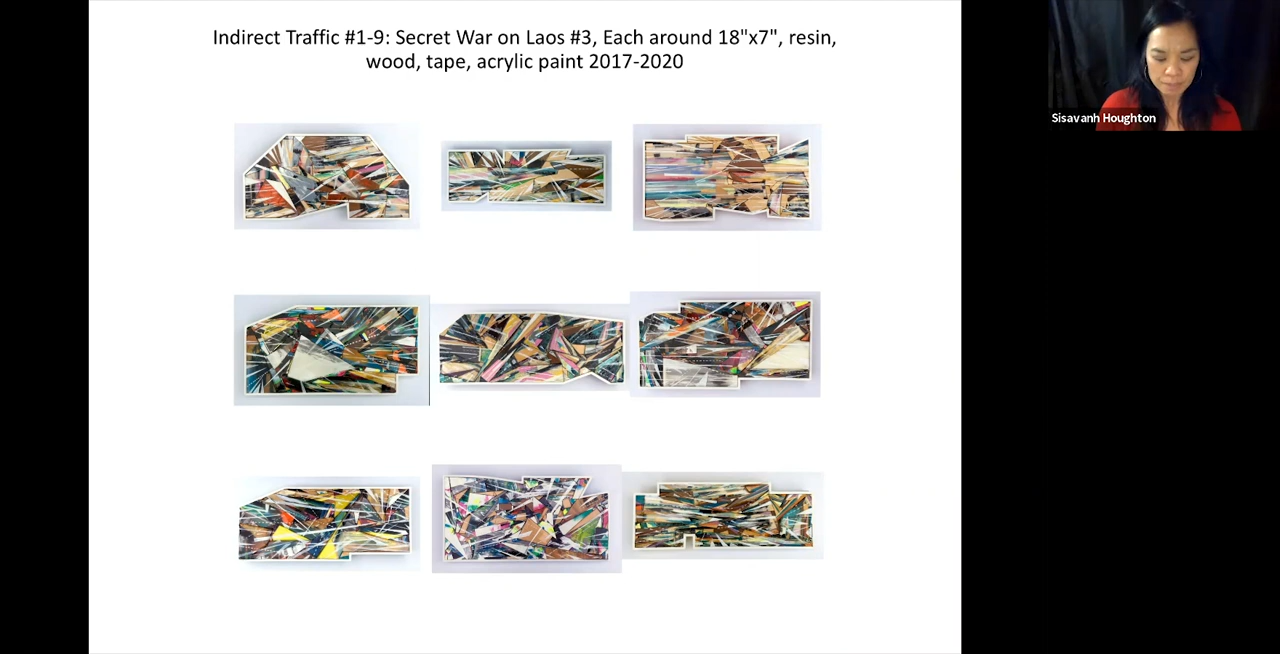 Indirect Traffic #1-9: Secret War on Laos #3, Each around 18"x7", resin,
wood, tape, acrylic paint 2017-2020
Sisavanh Houghton